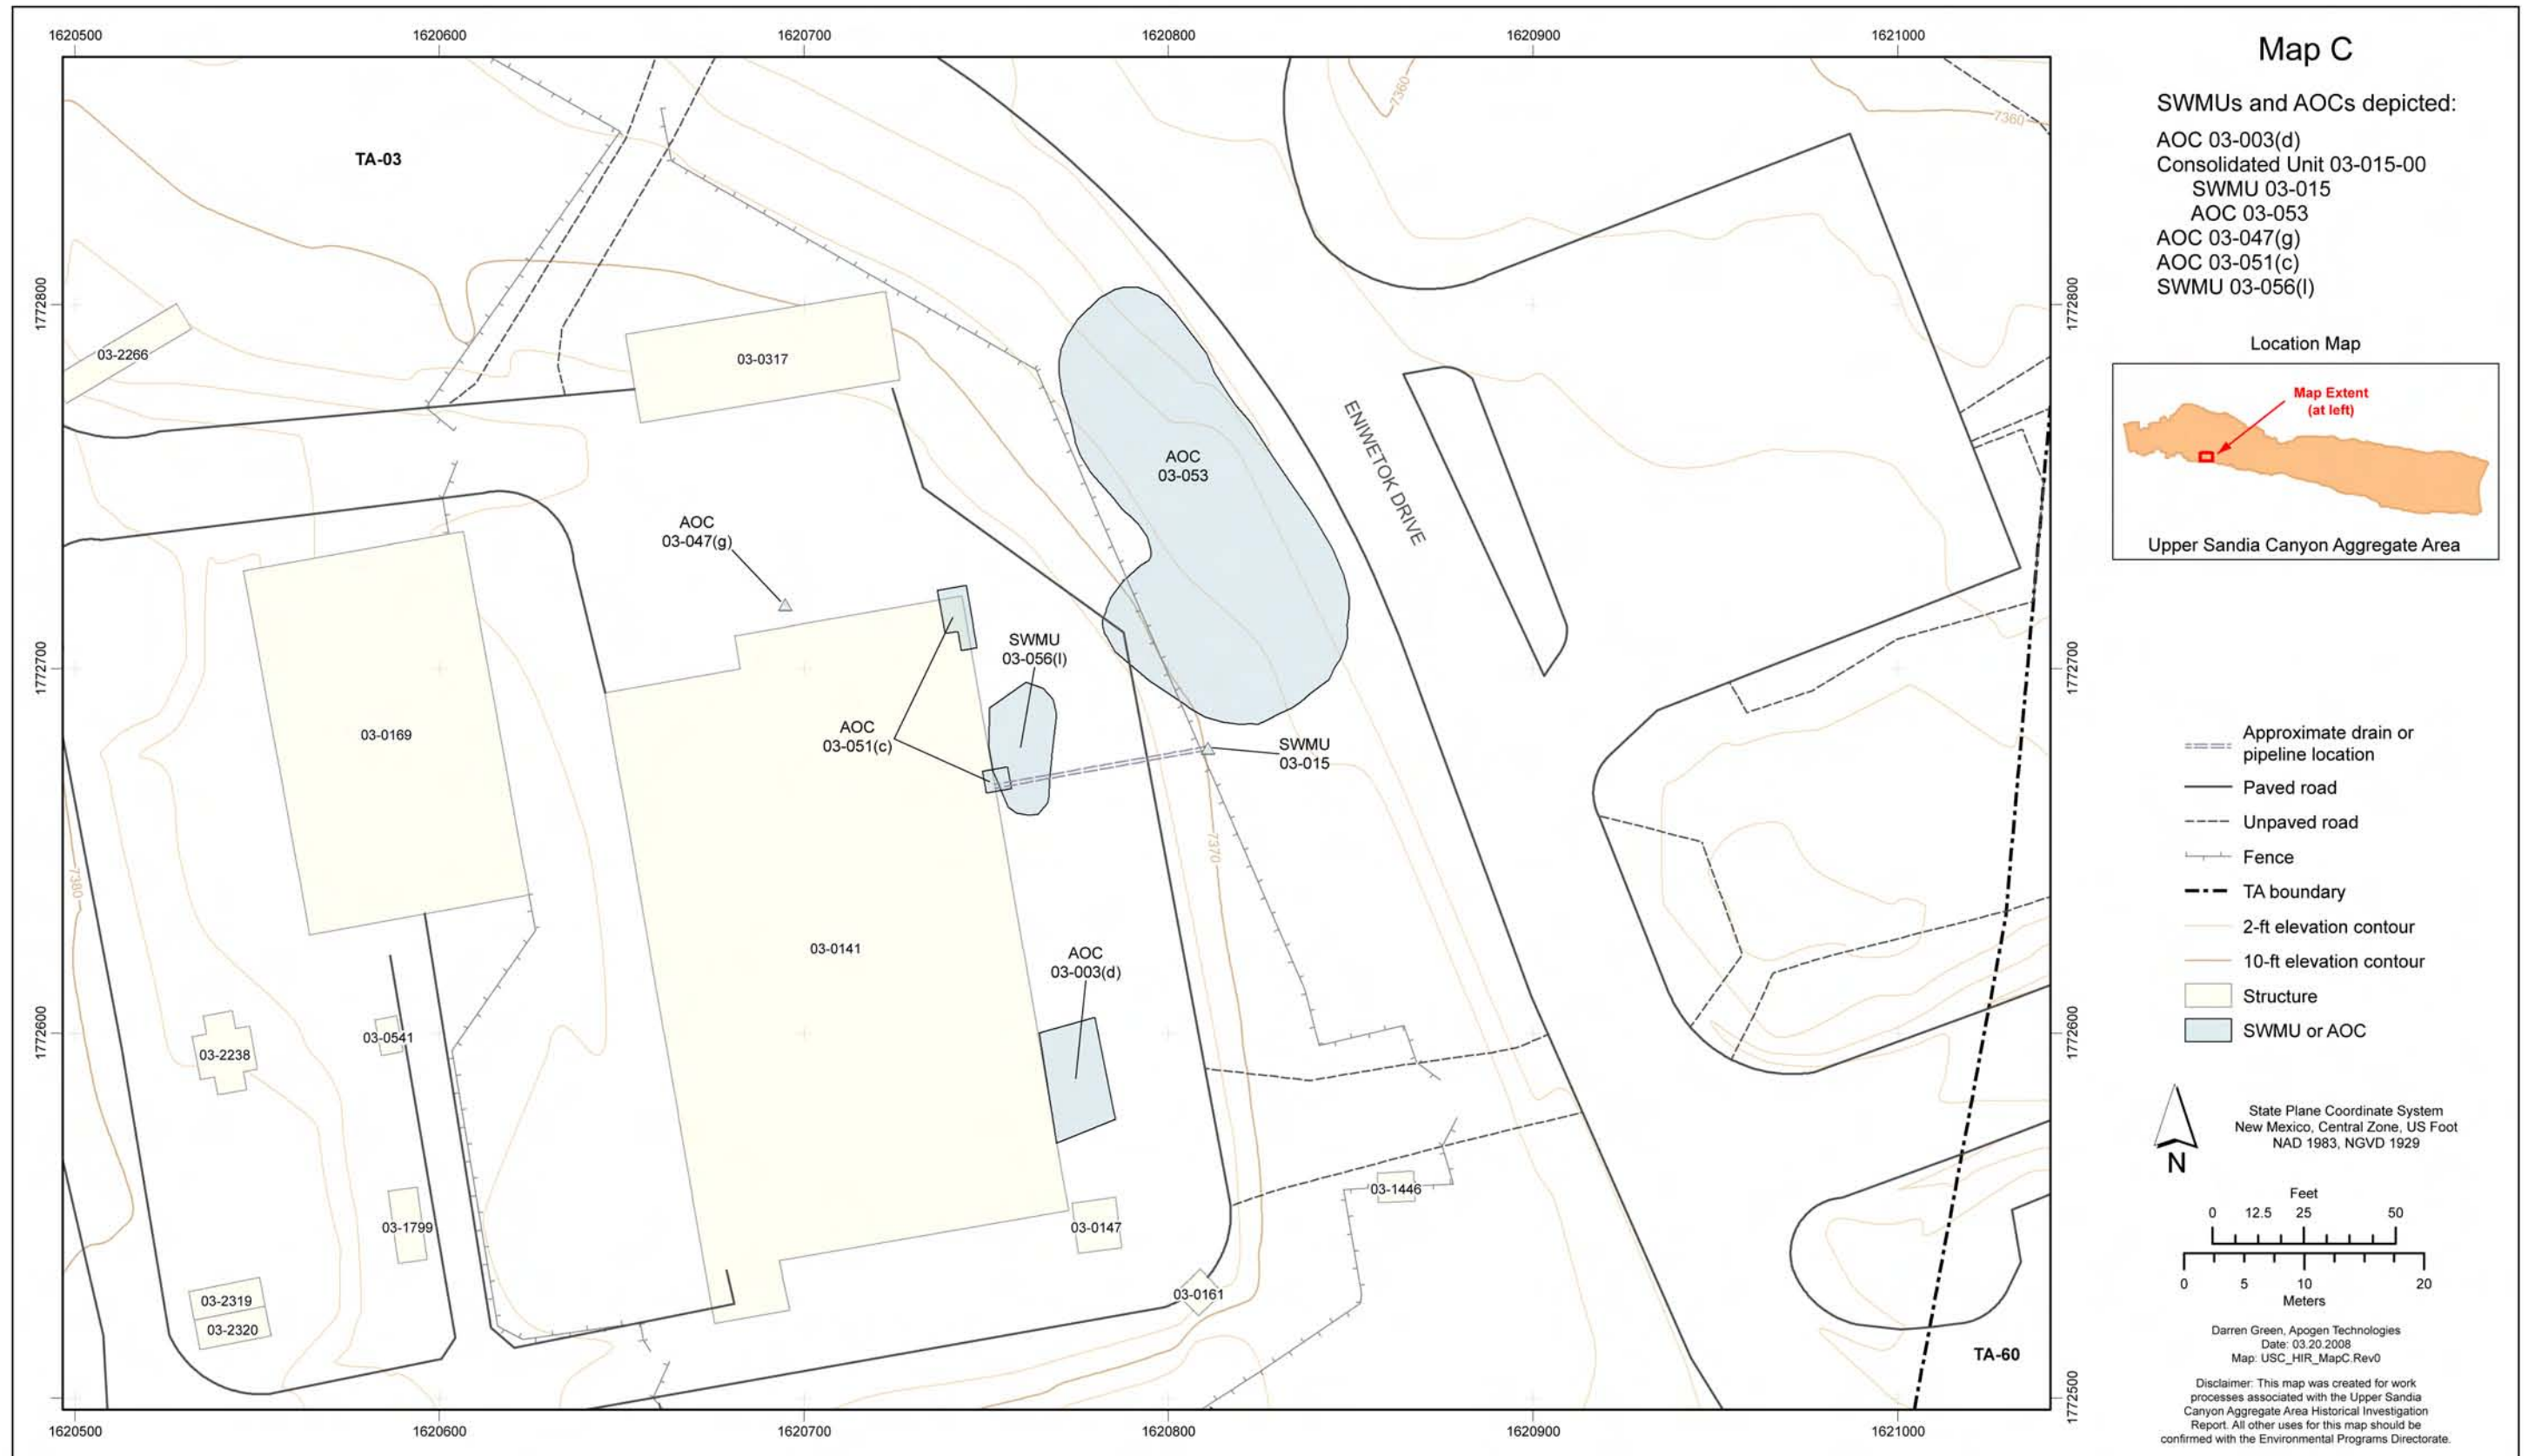 1620500
1620600
1620700
1620800
1620900
1621000
1772800
1772700
1772600
1772500
1772800
1772700
1772600
TA-03
7360
7360
03-2266
03-0317
AOC
03-053
ENIWETOK DRIVE
AOC
03-047(g)
SWMU
03-056(l)
03-0169
AOC
03-051(c)
SWMU
03-015
7370
7380
03-0141
AOC
03-003(d)
03-0541
03-2238
03-1446
03-1799
03-0147
03-0161
03-2319
03-2320
TA-60
1620500
1620600
1620700
1620800
1620900
1621000
Map C
SWMUs and AOCs depicted:
AOC 03-003(d)
Consolidated Unit 03-015-00
SWMU 03-015
AOC 03-053
AOC 03-047(g)
AOC 03-051(c)
SWMU 03-056(l)
Location Map
Map Extent
(at left)
Upper Sandia Canyon Aggregate Area
Approximate drain or
pipeline location
Paved road
Unpaved road
Fence
TA boundary
2-ft elevation contour
10-ft elevation contour
Structure
SWMU or AOC
N
State Plane Coordinate System
New Mexico, Central Zone, US Foot
NAD 1983, NGVD 1929
Feet
0 12.5 25 50
0 5 10 20
Meters
Darren Green, Apogen Technologies
Date: 03.20.2008
Map: USC_HIR_MapC.Rev0
Disclaimer: This map was created for work
processes associated with the Upper Sandia
Canyon Aggregate Area Historical Investigation
Report. All other uses for this map should be
confirmed with the Environmental Programs Directorate.